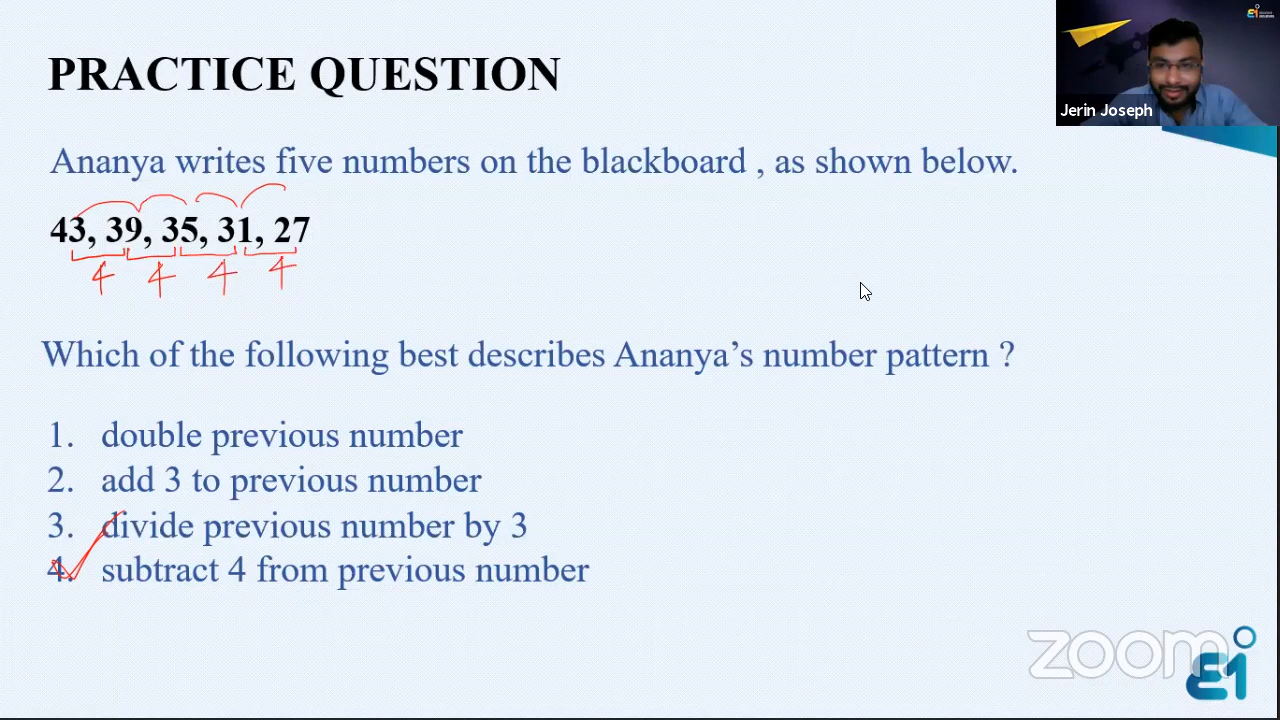 PRACTICE QUESTION
Jerin Joseph
Ananya writes five numbers on the blackboard , as shown below.
43, 39, 35, 31, 27
4 4 4 4
Which of the following best describes Ananya’s number pattern ?
1. double previous number
2. add 3 to previous number
3. divide previous number by 3
4. subtract 4 from previous number
zoom
Ei